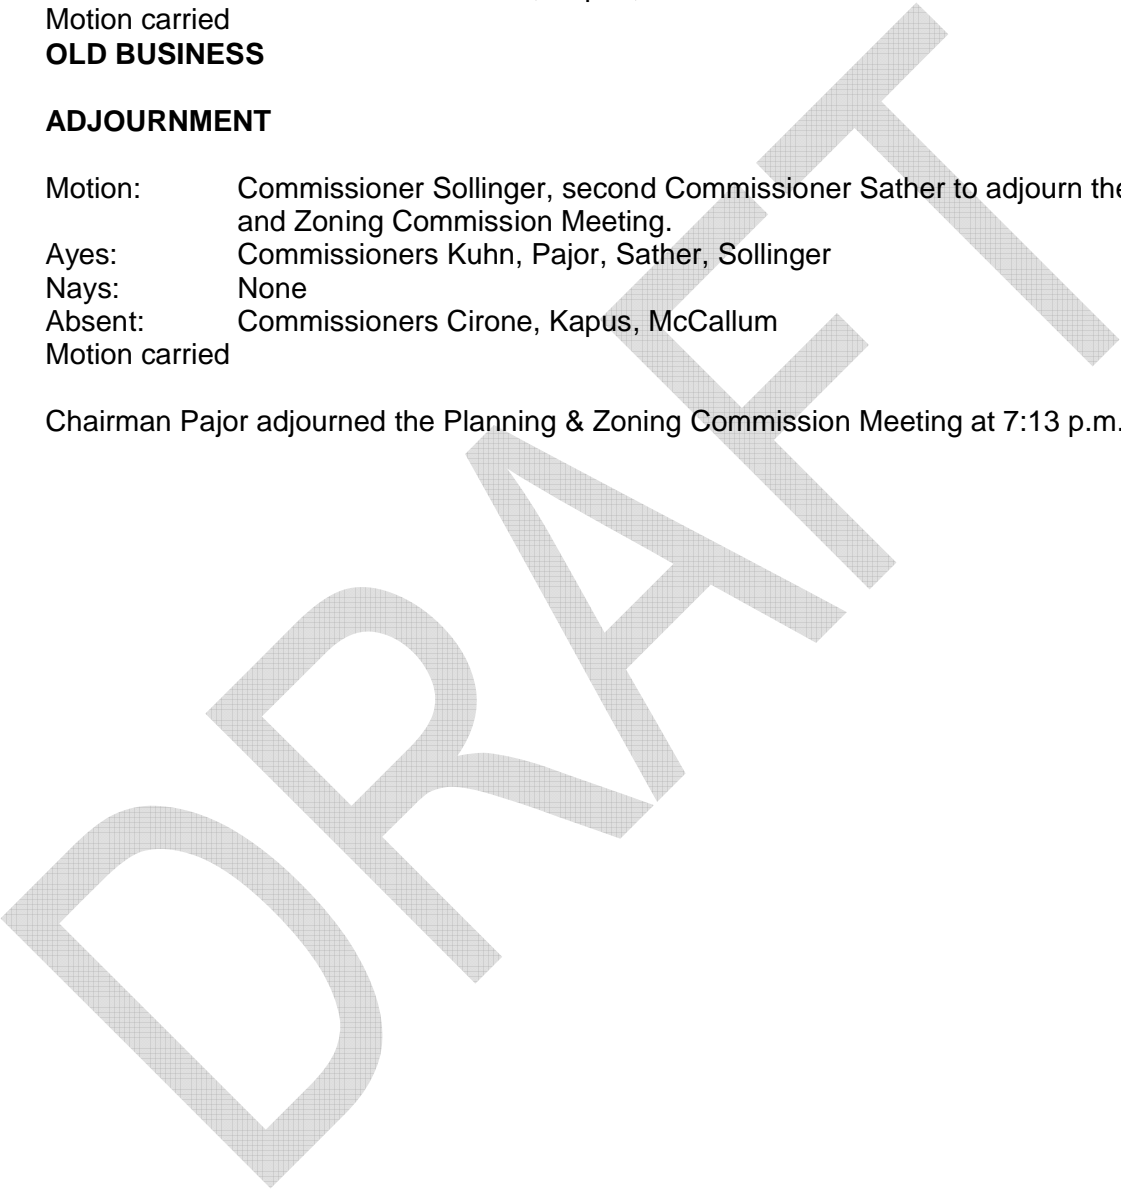 Motion carried
OLD BUSINESS
ADJOURNMENT
Motion: Commissioner Sollinger, second Commissioner Sather to adjourn the
and Zoning Commission Meeting.
Ayes: Commissioners Kuhn, Pajor, Sather, Sollinger
Nays: None
Absent: Commissioners Cirone, Kapus, McCallum
Motion carried
Chairman Pajor adjourned the Planning & Zoning Commission Meeting at 7:13 p.m.
DRAFT